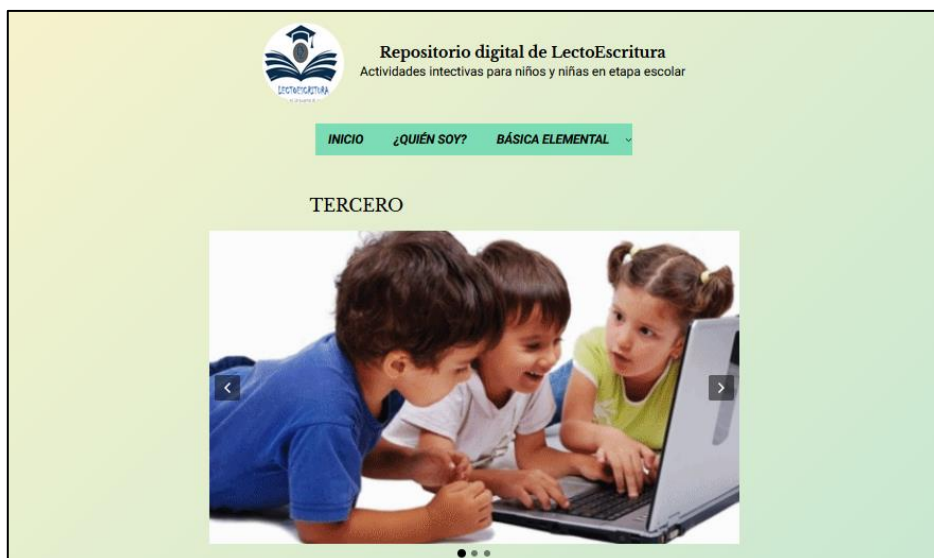 LECTOESCRITURA
Repositorio digital de LectoEscritura
Actividades intectivas para niños y niñas en etapa escolar
INICIO ¿QUIÉN SOY? BÁSICA ELEMENTAL
TERCERO